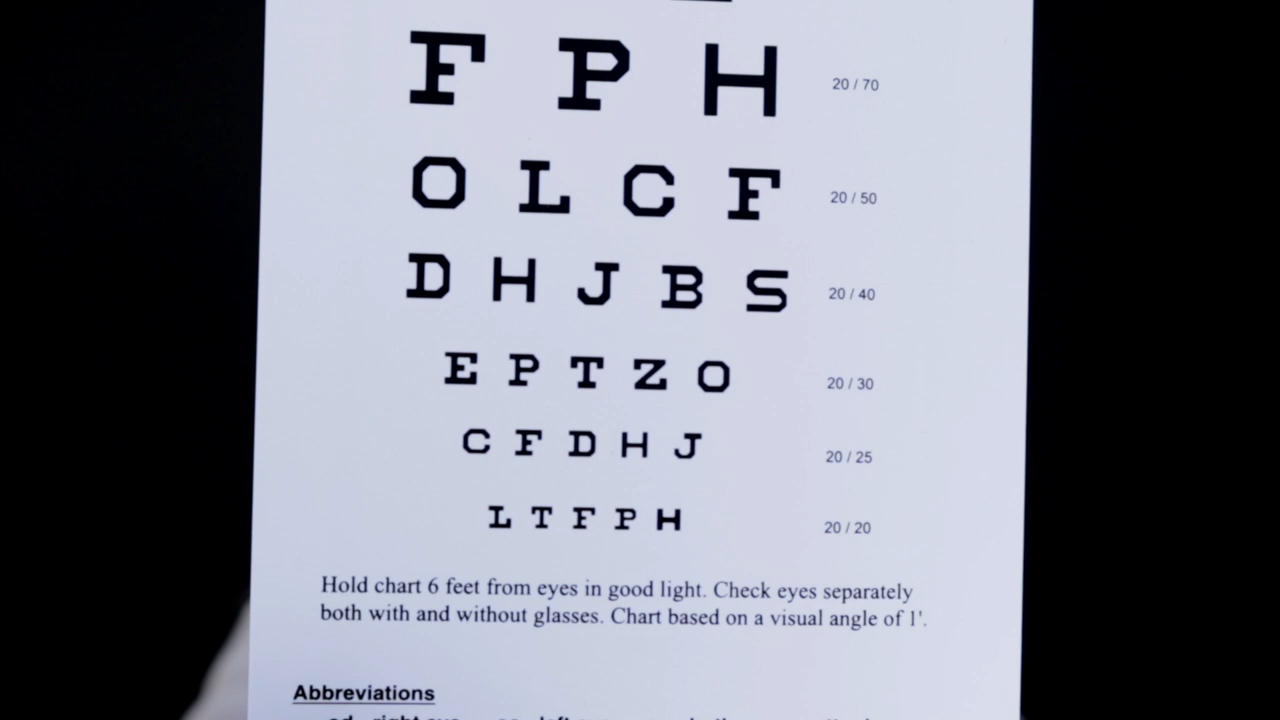 F P H 20 / 70
O L C F 20 / 50
D H J B S 20 / 40
E P T Z O 20 / 30
C F D H J 20 / 25
L T F P H 20 / 20
Hold chart 6 feet from eyes in good light. Check eyes separately
both with and without glasses. Chart based on a visual angle of 1'.
Abbreviations